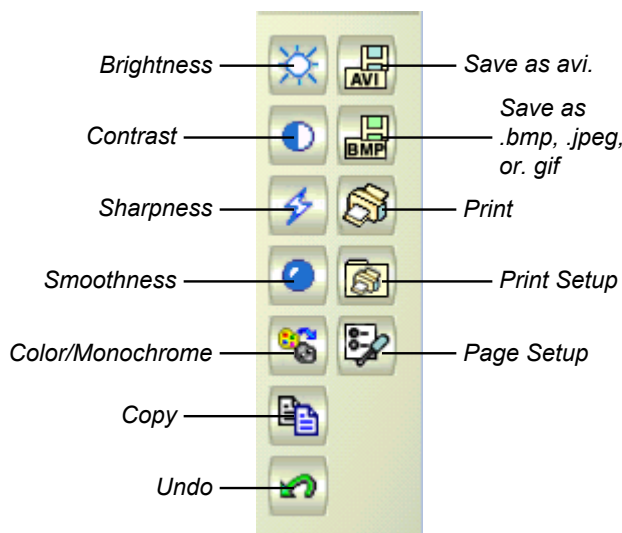 Brightness
Save as avi.
AVI
Contrast
Save as
.bmp, .jpeg,
or. gif
BMP
Sharpness
Print
Smoothness
Print Setup
Color/Monochrome
Page Setup
Copy
Undo